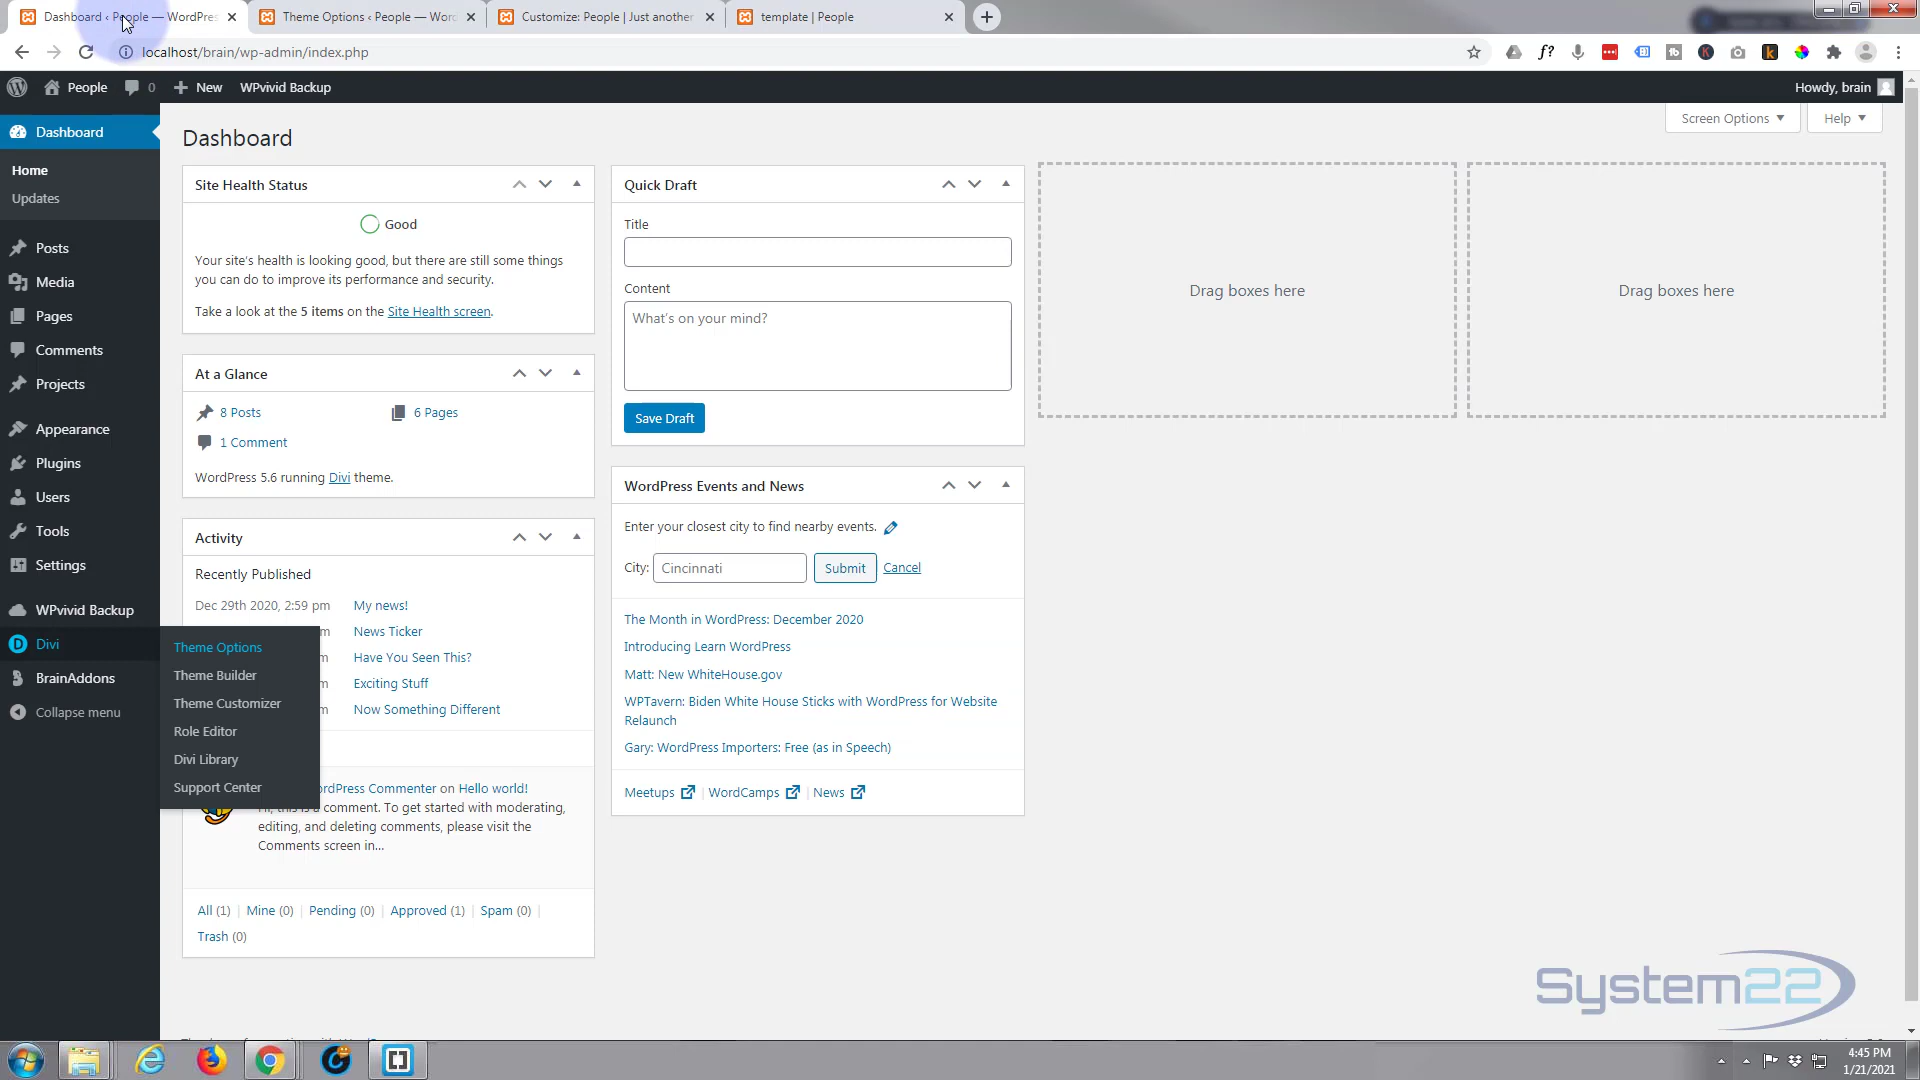 Dashboard ‹ People — WordPres
Theme Options ‹ People — Word
Customize: People | Just another
template | People
localhost/brain/wp-admin/index.php
People
0
New
WPvivid Backup
Howdy, brain
Dashboard
Home
Updates
Posts
Media
Pages
Comments
Projects
Appearance
Plugins
Users
Tools
Settings
WPvivid Backup
Divi
BrainAddons
Collapse menu
Theme Options
Theme Builder
Theme Customizer
Role Editor
Divi Library
Support Center
Screen Options
Help
Dashboard
Site Health Status
Good
Your site's health is looking good, but there are still some things
you can do to improve its performance and security.
Take a look at the 5 items on the Site Health screen.
At a Glance
8 Posts
6 Pages
1 Comment
WordPress 5.6 running Divi theme.
Activity
Recently Published
Dec 29th 2020, 2:59 pm My news!
m News Ticker
m Have You Seen This?
m Exciting Stuff
m Now Something Different
rdPress Commenter on Hello world!
Hi, this is a comment. To get started with moderating,
editing, and deleting comments, please visit the
Comments screen in...
All (1) | Mine (0) | Pending (0) | Approved (1) | Spam (0) |
Trash (0)
Quick Draft
Title
Content
What's on your mind?
Save Draft
WordPress Events and News
Enter your closest city to find nearby events.
City: Cincinnati Submit Cancel
The Month in WordPress: December 2020
Introducing Learn WordPress
Matt: New WhiteHouse.gov
WPTavern: Biden White House Sticks with WordPress for Website
Relaunch
Gary: WordPress Importers: Free (as in Speech)
Meetups | WordCamps | News
Drag boxes here
Drag boxes here
System22
4:45 PM
1/21/2021